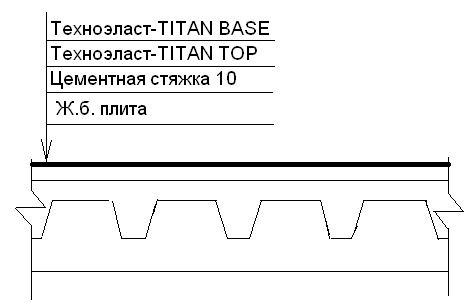 Техноэласт-TITAN BASE
Техноэласт-TITAN TOP
Цементная стяжка 10
Ж.б. плита